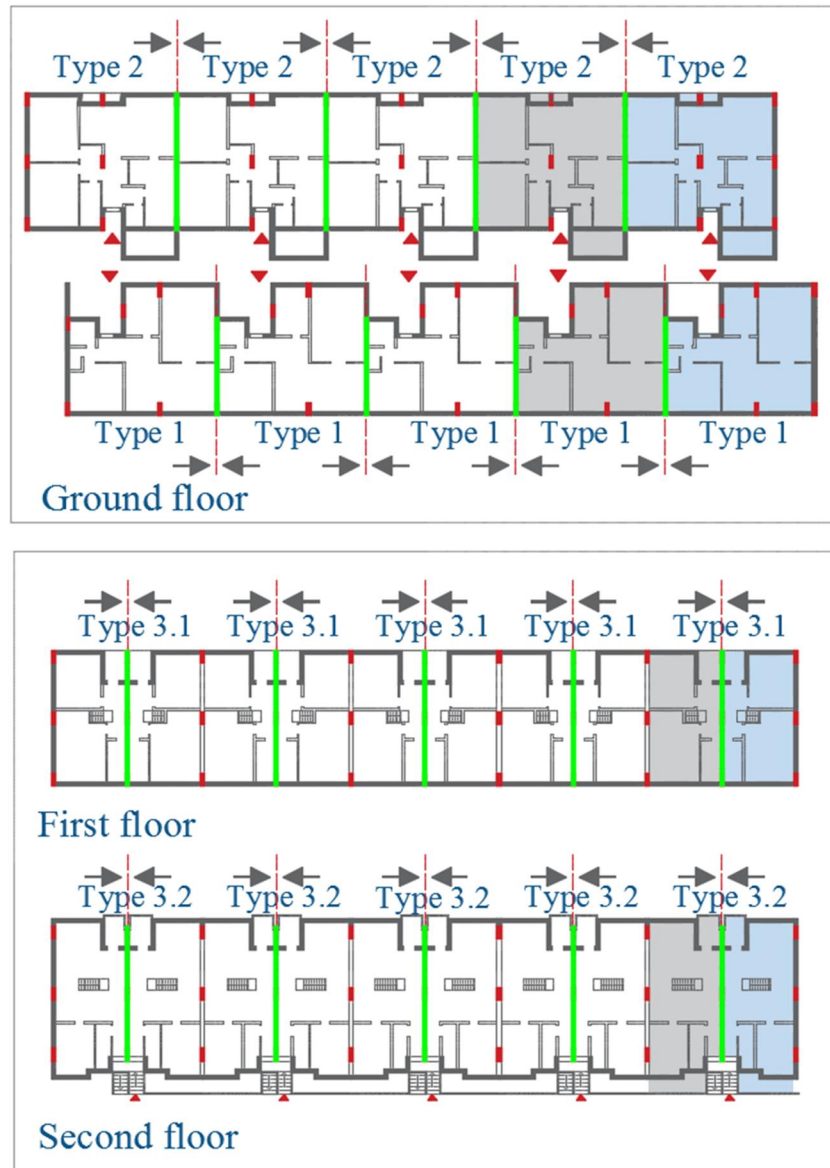 Type 2 Type 2 Type 2 Type 2 Type 2
Type 1 Type 1 Type 1 Type 1 Type 1
Ground floor
Type 3.1 Type 3.1 Type 3.1 Type 3.1 Type 3.1
First floor
Type 3.2 Type 3.2 Type 3.2 Type 3.2 Type 3.2
Second floor